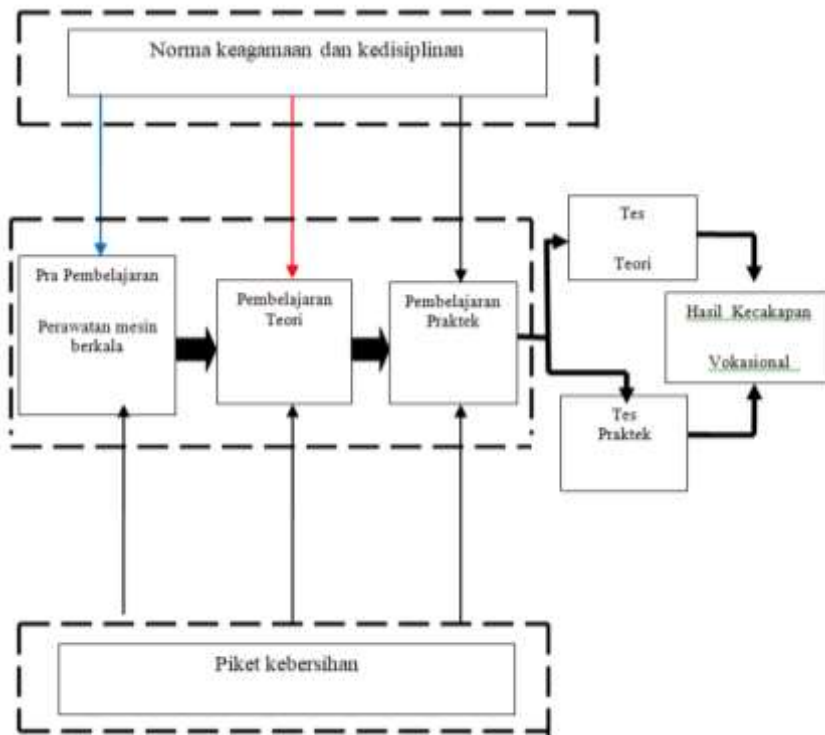 Norma keagamaan dan kedisiplinan
Pra Pembelajaran
Perawatan mesin
berkala
Pembelajaran
Teori
Pembelajaran
Praktek
Tes
Teori
Tes
Praktek
Hasil Kecakapan
Vokasional
Piket kebersihan